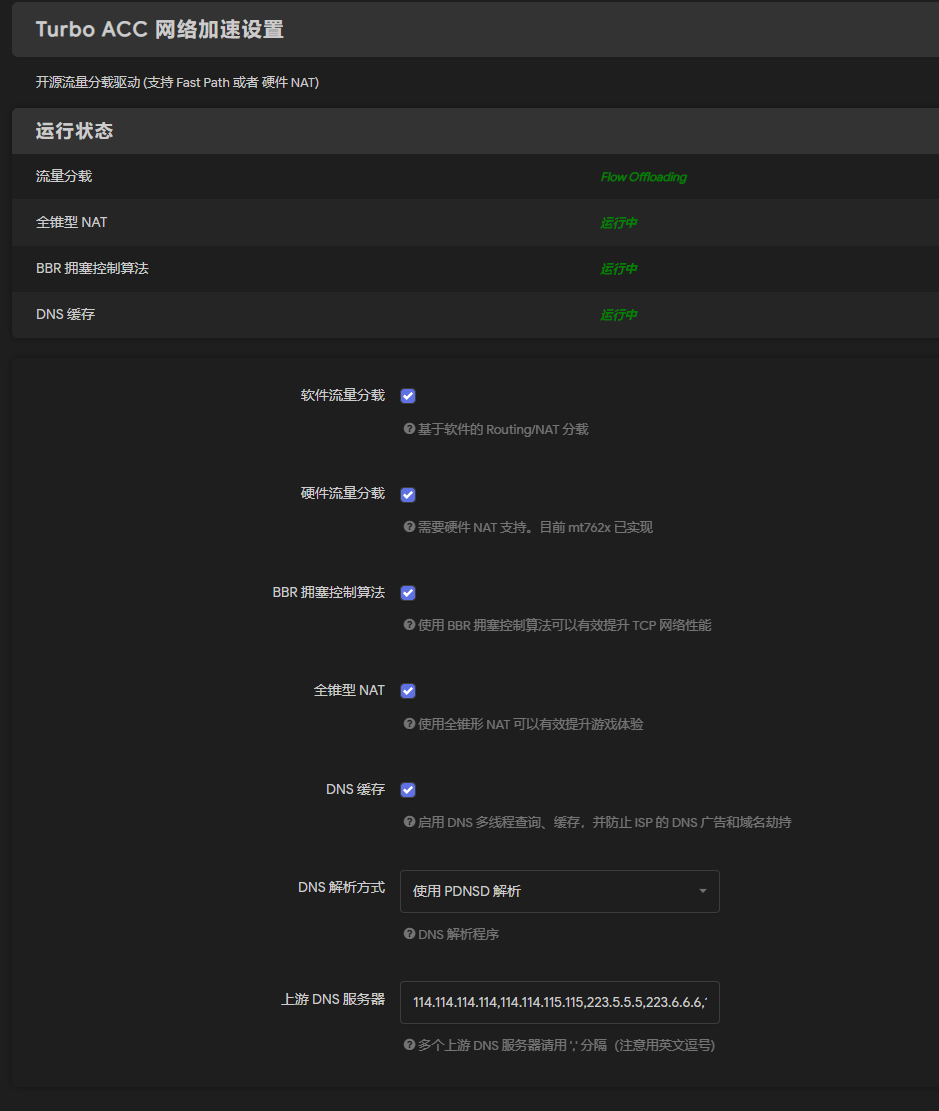 Turbo ACC 网络加速设置
开源流量分载驱动 (支持 Fast Path 或者 硬件 NAT)
运行状态
流量分载 Flow Offloading
全锥型 NAT 运行中
BBR 拥塞控制算法 运行中
DNS 缓存 运行中
软件流量分载
基于软件的 Routing/NAT 分载
硬件流量分载
需要硬件 NAT 支持。目前 mt762x 已实现
BBR 拥塞控制算法
使用 BBR 拥塞控制算法可以有效提升 TCP 网络性能
全锥型 NAT
使用全锥形 NAT 可以有效提升游戏体验
DNS 缓存
启用 DNS 多线程查询、缓存，并防止 ISP 的 DNS 广告和域名劫持
DNS 解析方式 使用 PDNSD 解析
DNS 解析程序
上游 DNS 服务器 114.114.114.114,114.114.115.115,223.5.5.5,223.6.6.6,
多个上游 DNS 服务器请用 ',' 分隔（注意用英文逗号)